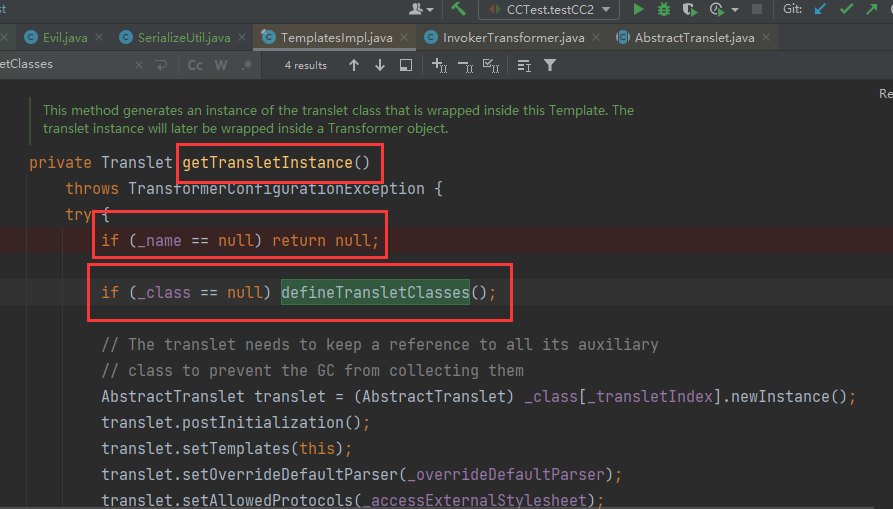 CCTest.testCC2
Git:
st
Evil.java
SerializeUtil.java
TemplatesImpl.java
InvokerTransformer.java
AbstractTranslet.java
etClasses
Cc
W
.*
4 results
Re
This method generates an instance of the translet class that is wrapped inside this Template. The
translet instance will later be wrapped inside a Transformer object.
private Translet getTransletInstance()
throws TransformerConfigurationException {
try {
if (_name == null) return null;
if (_class == null) defineTransletClasses();
// The translet needs to keep a reference to all its auxiliary
// class to prevent the GC from collecting them
AbstractTranslet translet = (AbstractTranslet) _class[_transletIndex].newInstance();
translet.postInitialization();
translet.setTemplates(this);
translet.setOverrideDefaultParser(_overrideDefaultParser);
translet.setAllowedProtocols(_accessExternalStylesheet);